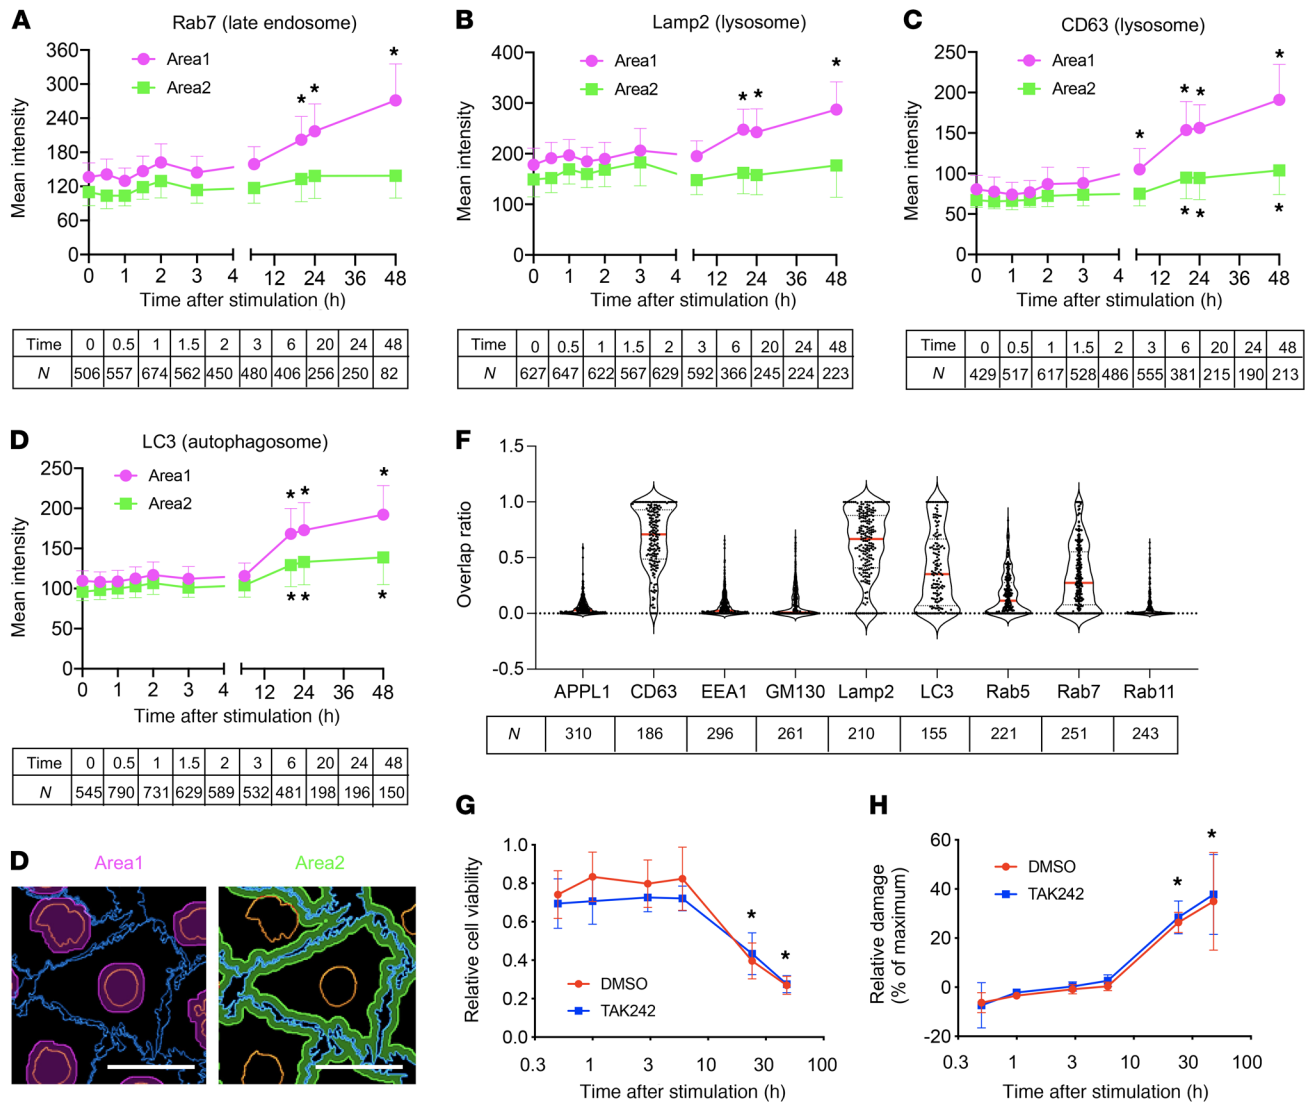 A
Rab7 (late endosome)
Area1
Area2
Mean intensity
360
300
240
180
120
60
0
0 1 2 3 4 12 24 36 48
Time after stimulation (h)
* * *
Time 0 0.5 1 1.5 2 3 6 20 24 48
N 506 557 674 562 450 480 406 256 250 82
B
Lamp2 (lysosome)
Area1
Area2
Mean intensity
400
300
200
100
0
0 1 2 3 4 12 24 36 48
Time after stimulation (h)
* * *
Time 0 0.5 1 1.5 2 3 6 20 24 48
N 627 647 622 567 629 592 366 245 224 223
C
CD63 (lysosome)
Area1
Area2
Mean intensity
250
200
150
100
50
0
0 1 2 3 4 12 24 36 48
Time after stimulation (h)
* * * *
* * *
Time 0 0.5 1 1.5 2 3 6 20 24 48
N 429 517 617 528 486 555 381 215 190 213
D
LC3 (autophagosome)
Area1
Area2
Mean intensity
250
200
150
100
50
0
0 1 2 3 4 12 24 36 48
Time after stimulation (h)
* * *
* * *
Time 0 0.5 1 1.5 2 3 6 20 24 48
N 545 790 731 629 589 532 481 198 196 150
F
Overlap ratio
1.5
1.0
0.5
0.0
-0.5
APPL1 CD63 EEA1 GM130 Lamp2 LC3 Rab5 Rab7 Rab11
N 310 186 296 261 210 155 221 251 243
D
Area1
Area2
G
Relative cell viability
1.0
0.8
0.6
0.4
0.2
0.0
DMSO
TAK242
* *
0.3 1 3 10 30 100
Time after stimulation (h)
H
Relative damage
(% of maximum)
60
40
20
0
-20
DMSO
TAK242
* *
0.3 1 3 10 30 100
Time after stimulation (h)